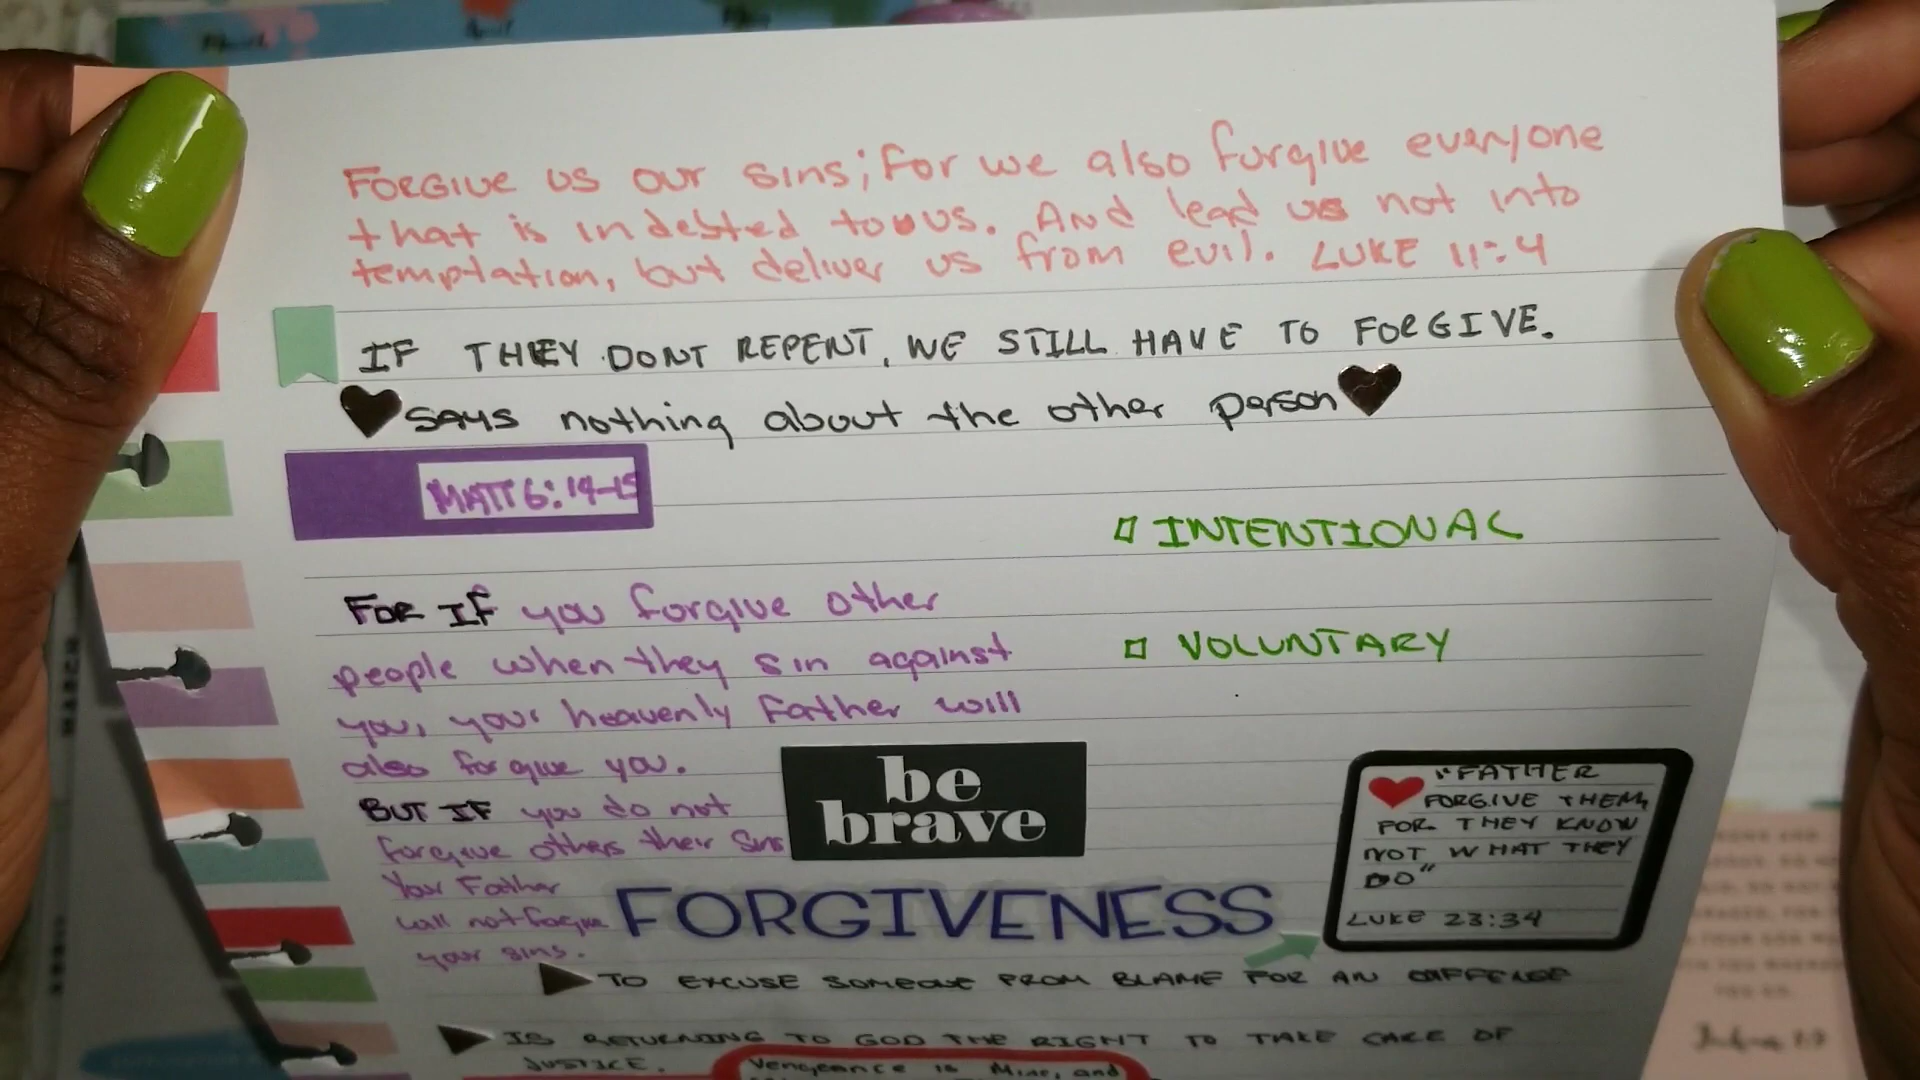 FORGIVE US OUR SINS; for we also forgive everyone
that is indebted to us. And lead us not into
temptation, but deliver us from evil. LUKE 11:4
IF THEY DONT REPENT, WE STILL HAVE TO FORGIVE.
SAYS nothing about the other person
MATT 6:14-15
INTENTIONAL
VOLUNTARY
FOR IF you forgive other
people when they sin against
you, your heavenly Father will
also forgive you.
BUT IF you do not
forgive others their sins
Your Father
will not forgive
your sins.
be
brave
"FATHER
FORGIVE THEM,
FOR THEY KNOW
NOT WHAT THEY
DO"
LUKE 23:34
FORGIVENESS
TO EXCUSE SOMEONE FROM BLAME FOR AN OFFENSE
IS RETURNING TO GOD THE RIGHT TO TAKE CARE OF
JUSTICE.
Vengeance is Mine, and